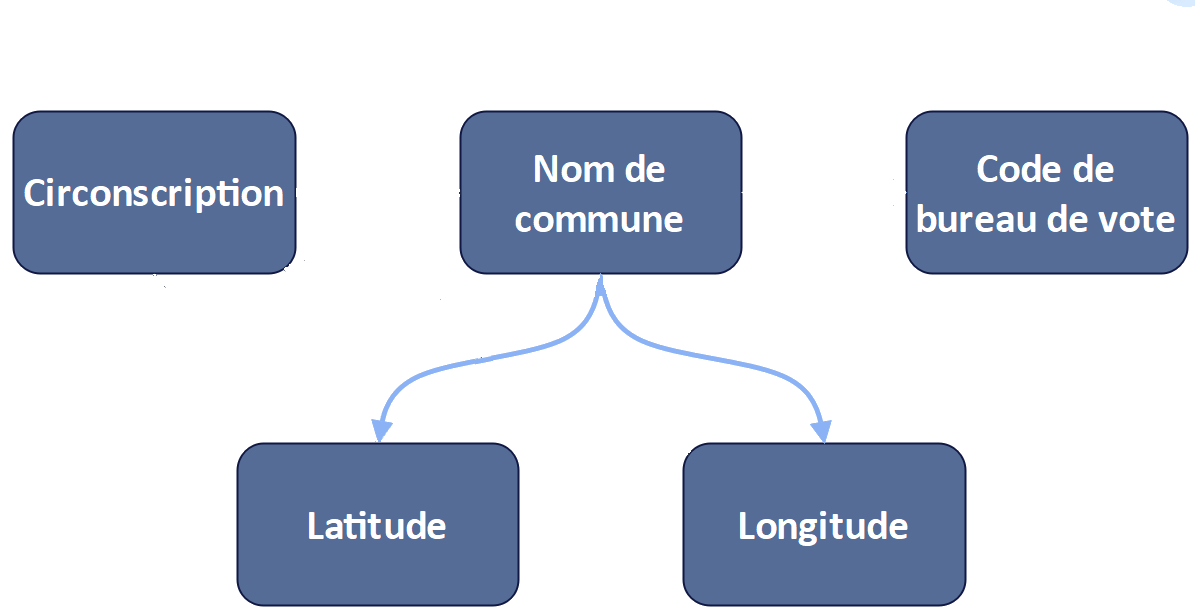 Circonscription
Nom de
commune
Code de
bureau de vote
Latitude
Longitude